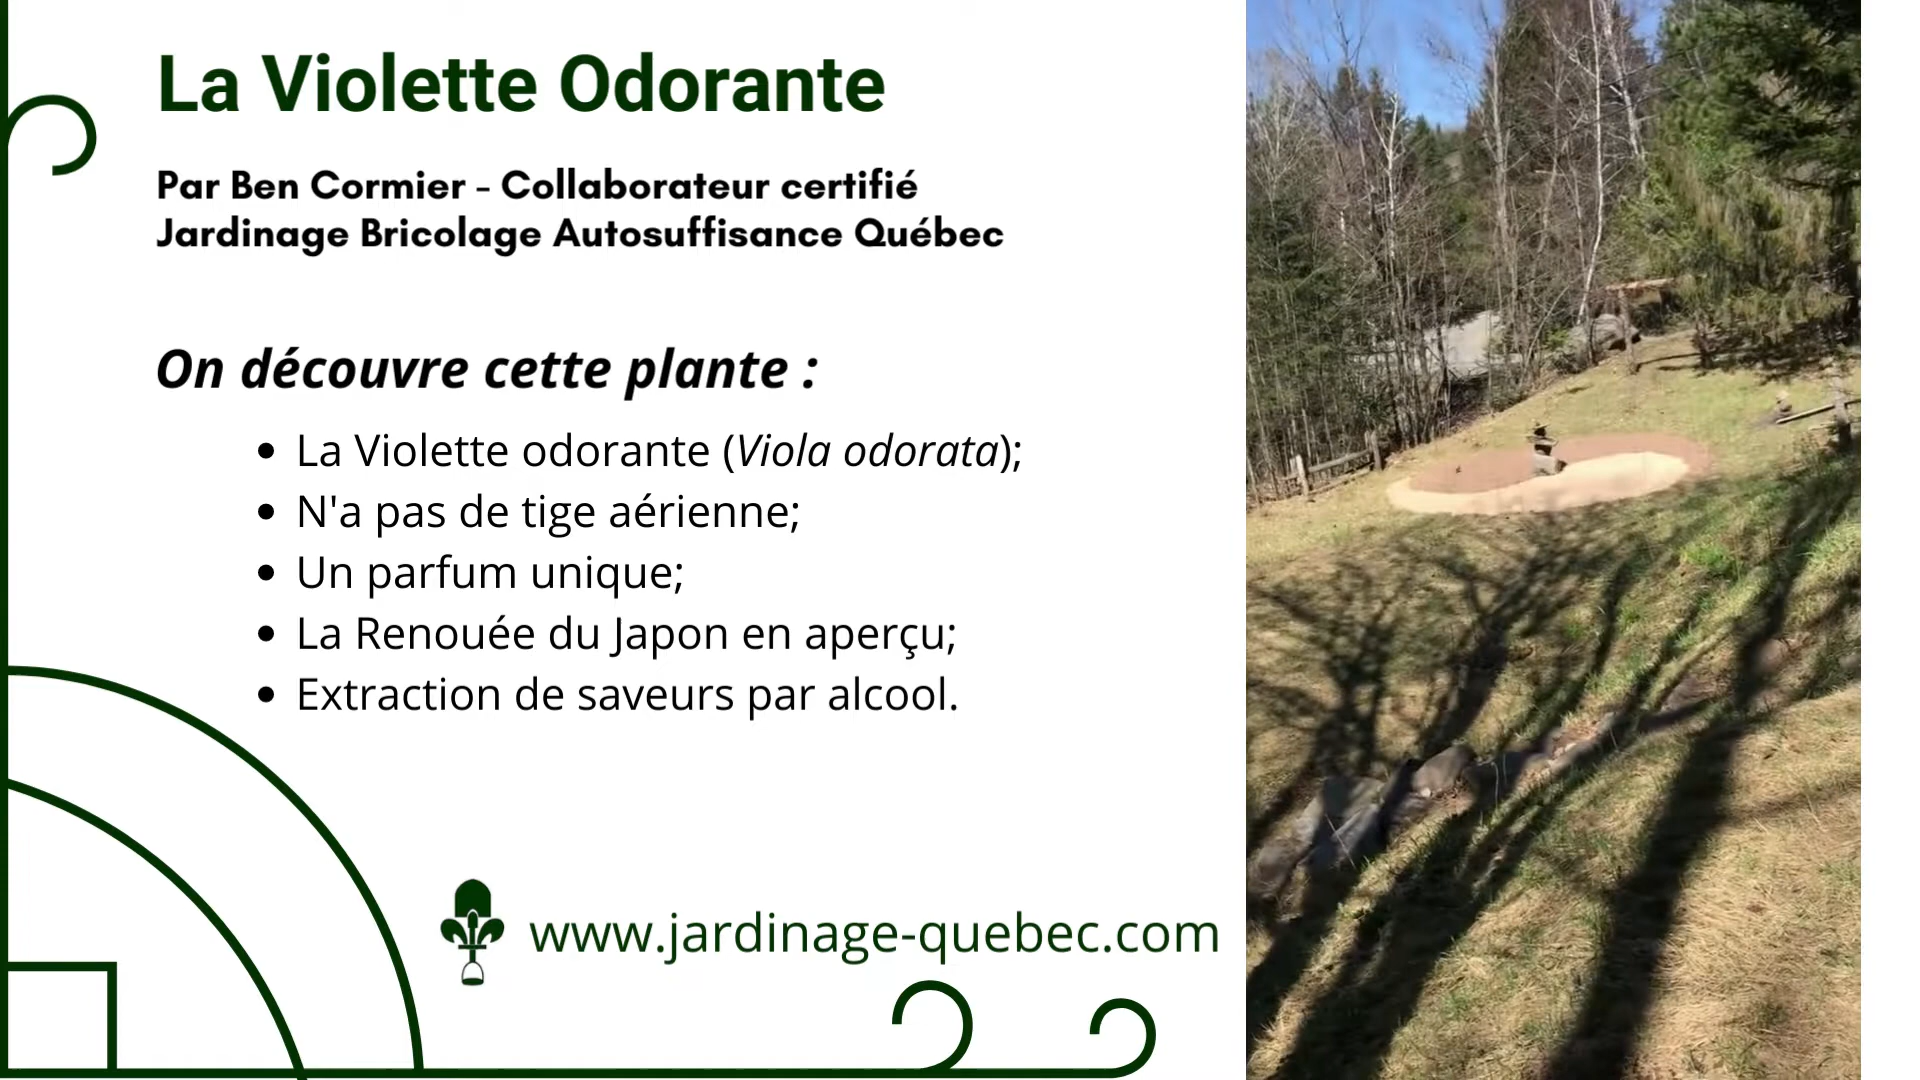 La Violette Odorante
Par Ben Cormier - Collaborateur certifié
Jardinage Bricolage Autosuffisance Québec
On découvre cette plante :
• La Violette odorante (Viola odorata);
• N'a pas de tige aérienne;
• Un parfum unique;
• La Renouée du Japon en aperçu;
• Extraction de saveurs par alcool.
www.jardinage-quebec.com